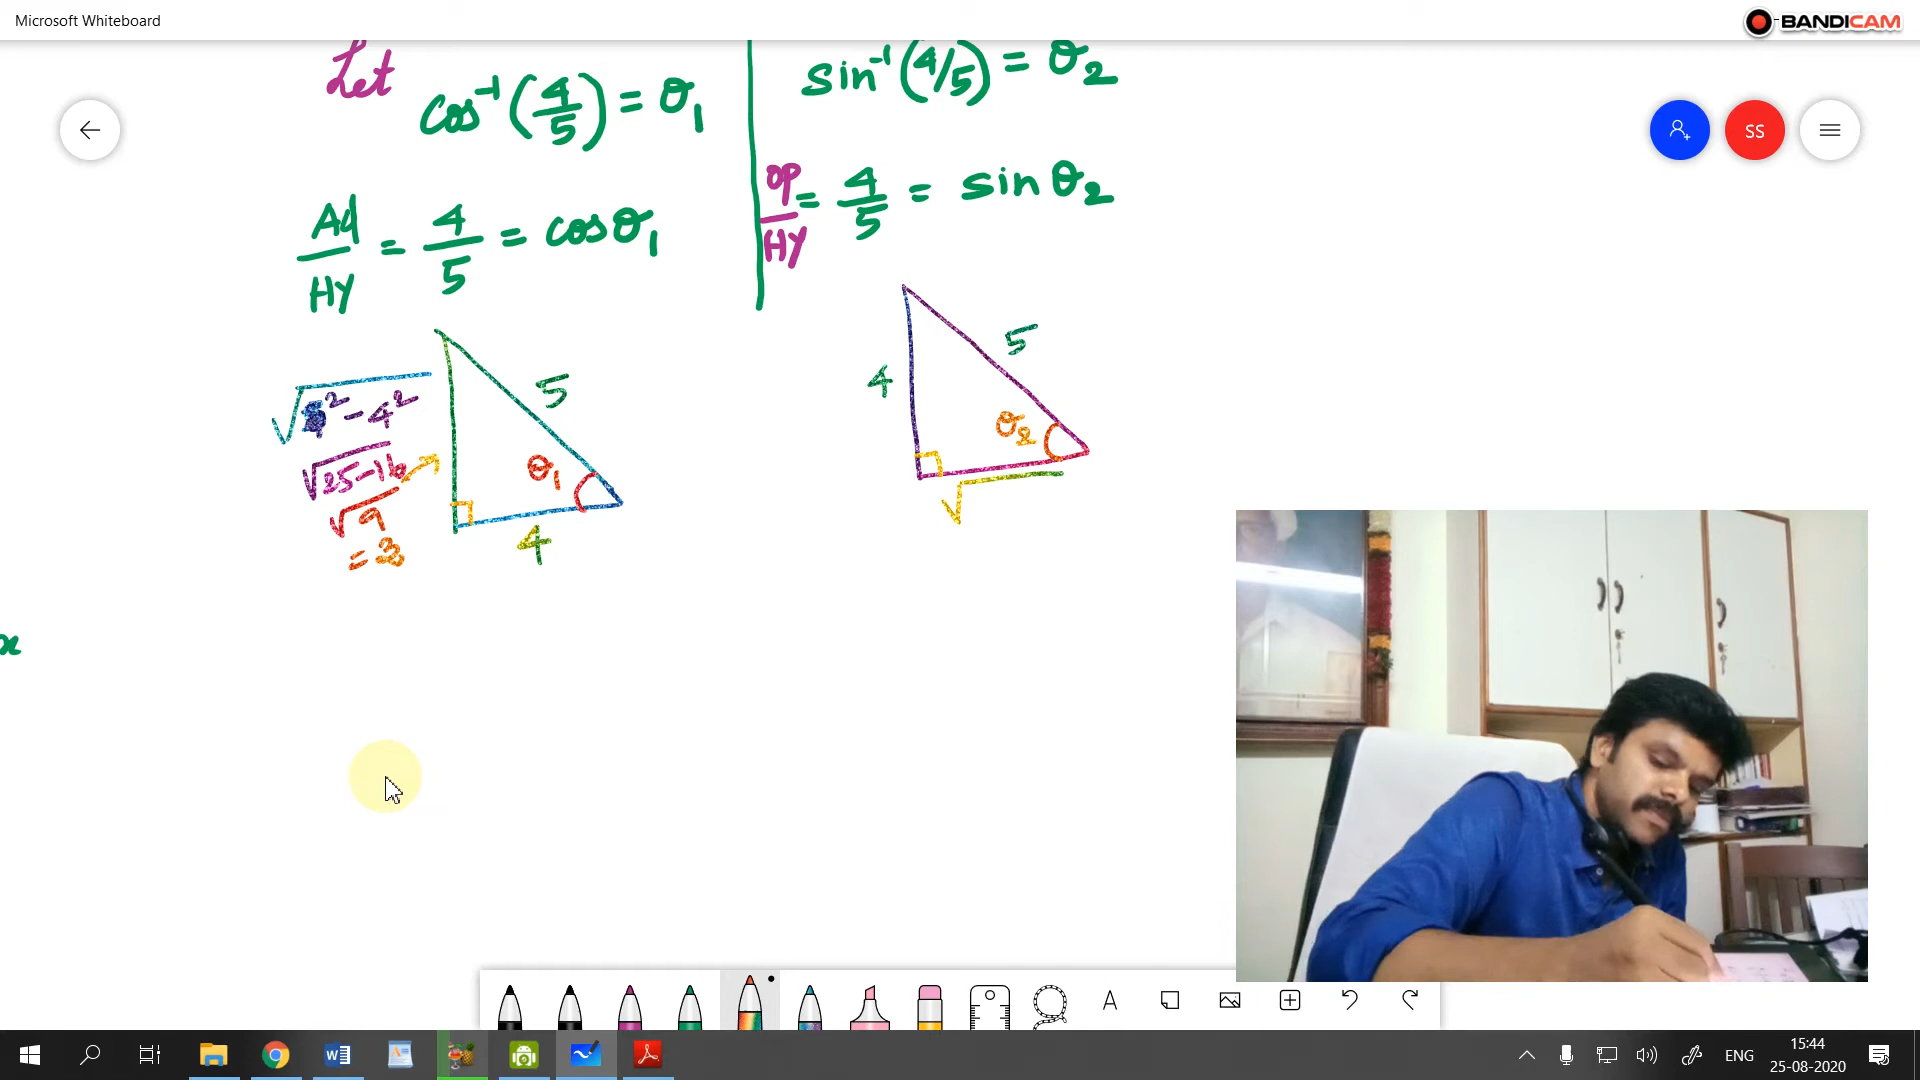 Microsoft Whiteboard
BANDICAM
Let
cos⁻¹(4/5) = θ₁
Ad/HY = 4/5 = cosθ₁
√5²-4²
√25-16
√9
= 3
5
θ₁
4
sin⁻¹(4/5) = θ₂
OP/HY = 4/5 = sinθ₂
4
5
θ₂
√
x
SS
A
W
ENG
15:44
25-08-2020